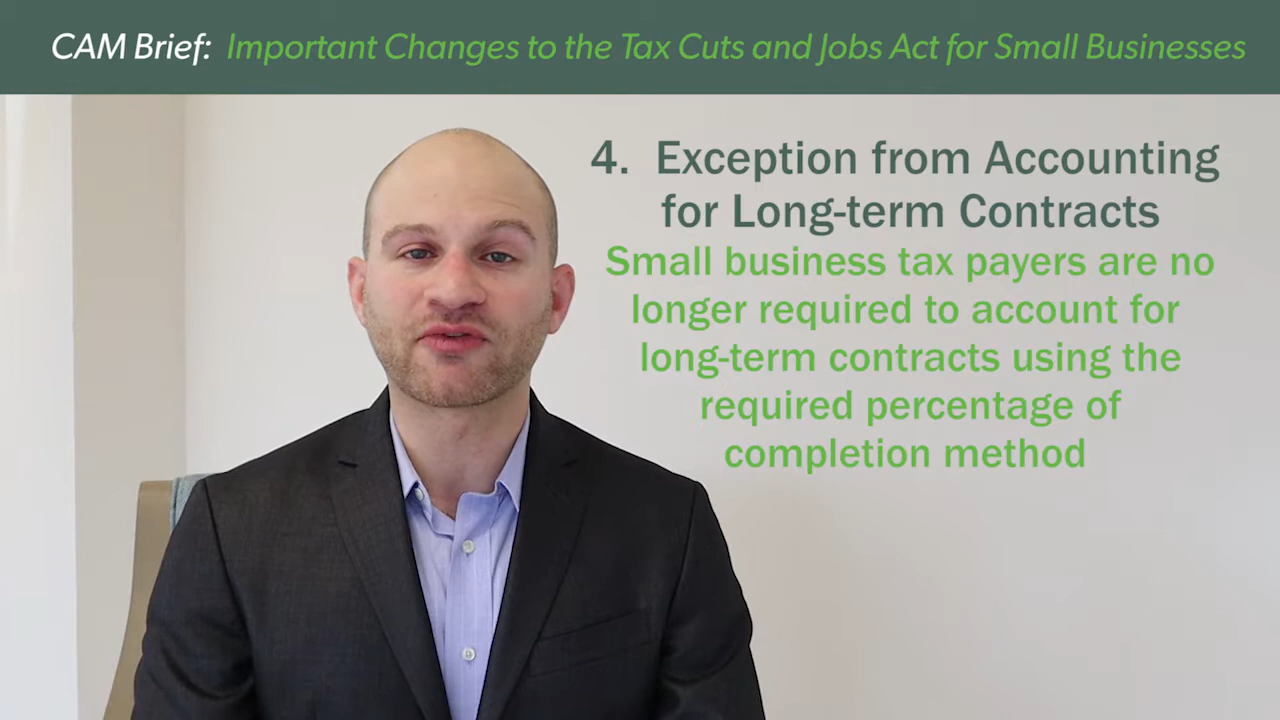 CAM Brief: Important Changes to the Tax Cuts and Jobs Act for Small Businesses
4. Exception from Accounting
for Long-term Contracts
Small business tax payers are no
longer required to account for
long-term contracts using the
required percentage of
completion method